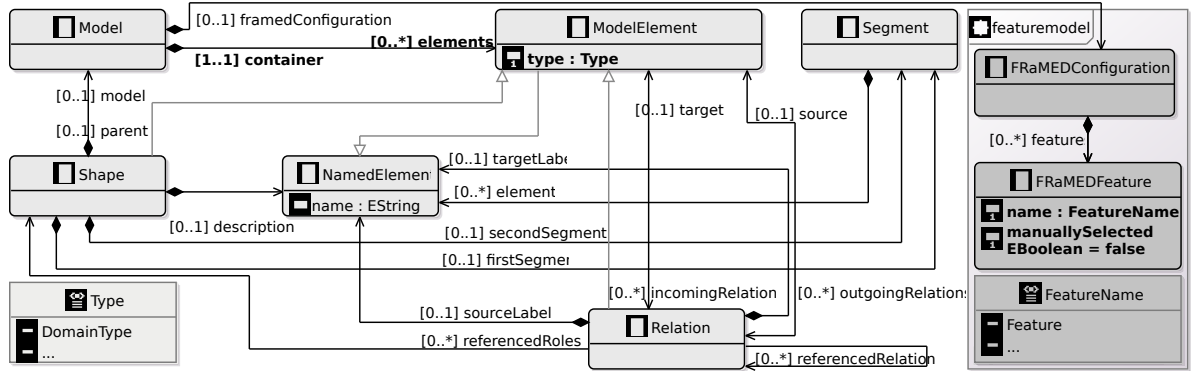 Model
[0..1] framedConfiguration
[0..*] elements
[1..1] container
ModelElement
type : Type
Segment
featuremodel
FRaMEDConfiguration
[0..1] model
[0..1] parent
[0..1] target
[0..1] source
[0..*] feature
Shape
NamedElement
name : EString
[0..1] targetLabe
[0..*] element
[0..1] description
[0..1] secondSegment
[0..1] firstSegmer
FRaMEDFeature
name : FeatureName
manuallySelected
EBoolean = false
Type
DomainType
...
[0..*] incomingRelation
[0..*] outgoingRelations
[0..1] sourceLabel
[0..*] referencedRoles
Relation
[0..*] referencedRelation
FeatureName
Feature
...